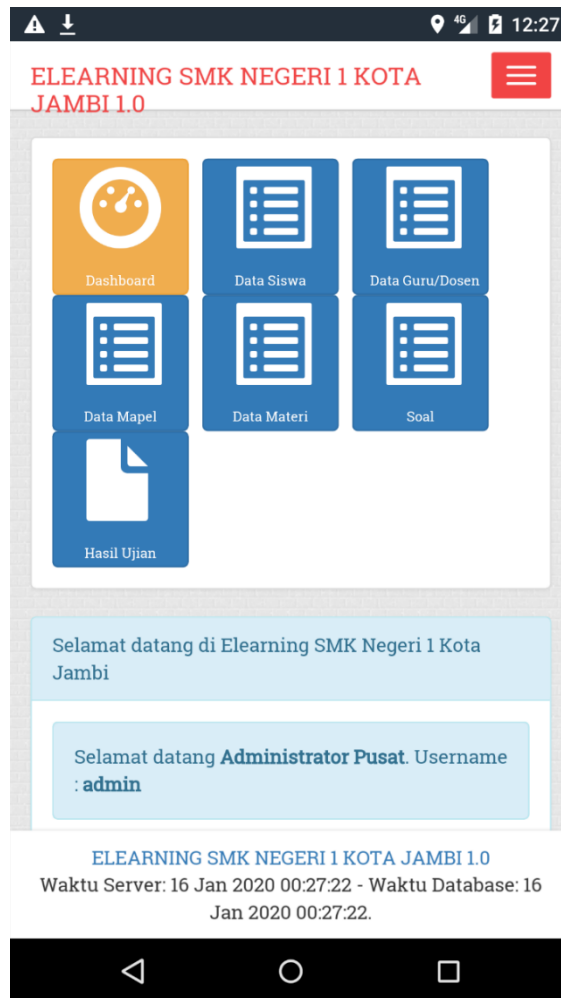 4G 12:27
ELEARNING SMK NEGERI 1 KOTA
JAMBI 1.0
Dashboard
Data Siswa
Data Guru/Dosen
Data Mapel
Data Materi
Soal
Hasil Ujian
Selamat datang di Elearning SMK Negeri 1 Kota
Jambi
Selamat datang Administrator Pusat. Username
: admin
ELEARNING SMK NEGERI 1 KOTA JAMBI 1.0
Waktu Server: 16 Jan 2020 00:27:22 - Waktu Database: 16
Jan 2020 00:27:22.